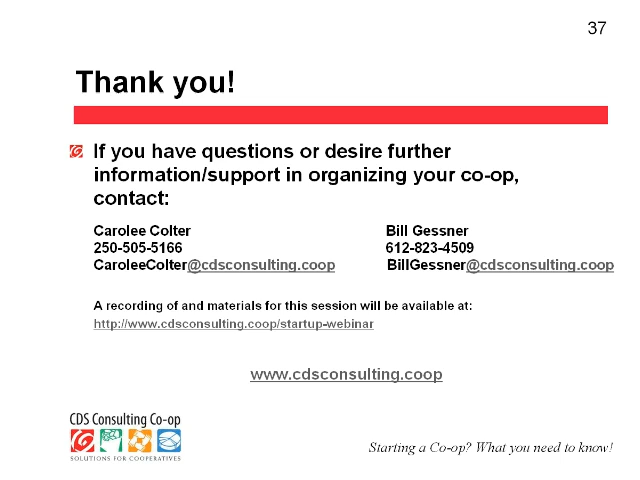 37
Thank you!
If you have questions or desire further
information/support in organizing your co-op,
contact:
Carolee Colter
250-505-5166
CaroleeColter@cdsconsulting.coop
Bill Gessner
612-823-4509
BillGessner@cdsconsulting.coop
A recording of and materials for this session will be available at:
http://www.cdsconsulting.coop/startup-webinar
www.cdsconsulting.coop
CDS Consulting Co-op
SOLUTIONS FOR COOPERATIVES
Starting a Co-op? What you need to know!